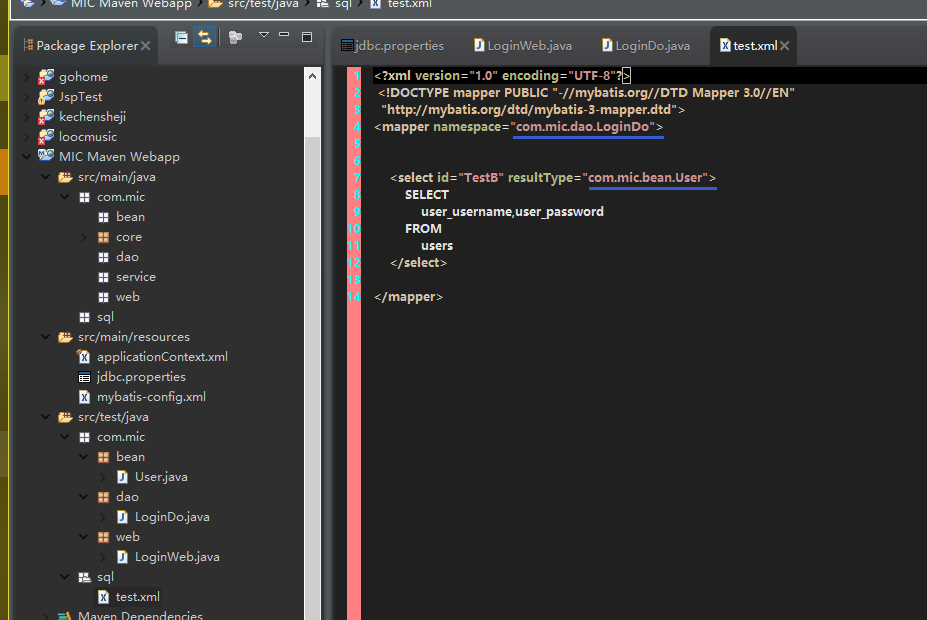 MIC Maven Webapp src/test/java sql test.xml
Package Explorer
gohome
JspTest
kechensheji
loocmusic
MIC Maven Webapp
src/main/java
com.mic
bean
core
dao
service
web
sql
src/main/resources
applicationContext.xml
jdbc.properties
mybatis-config.xml
src/test/java
com.mic
bean
User.java
dao
LoginDo.java
web
LoginWeb.java
sql
test.xml
Maven Dependencies
jdbc.properties LoginWeb.java LoginDo.java test.xml
1 <?xml version="1.0" encoding="UTF-8"?>
2 <!DOCTYPE mapper PUBLIC "-//mybatis.org//DTD Mapper 3.0//EN"
3 "http://mybatis.org/dtd/mybatis-3-mapper.dtd">
4 <mapper namespace="com.mic.dao.LoginDo">
5
6
7 <select id="TestB" resultType="com.mic.bean.User">
8 SELECT
9 user_username,user_password
10 FROM
11 users
12 </select>
13
14 </mapper>